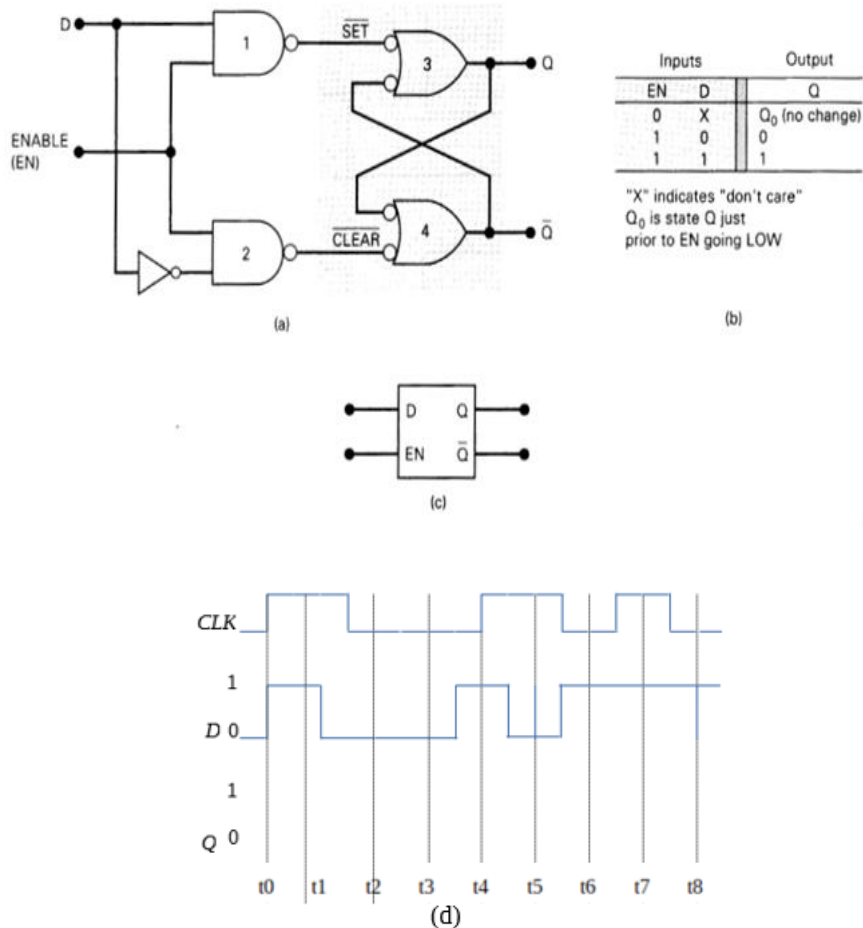 D
1
S̅E̅T̅
3
Q
ENABLE
(EN)
2
C̅L̅E̅A̅R̅
4
Q̅
(a)
Inputs Output
EN D Q
0 X Q₀ (no change)
1 0 0
1 1 1
"X" indicates "don't care"
Q₀ is state Q just
prior to EN going LOW
(b)
D Q
EN Q̅
(c)
CLK
1
D 0
1
Q 0
t0 t1 t2 t3 t4 t5 t6 t7 t8
(d)